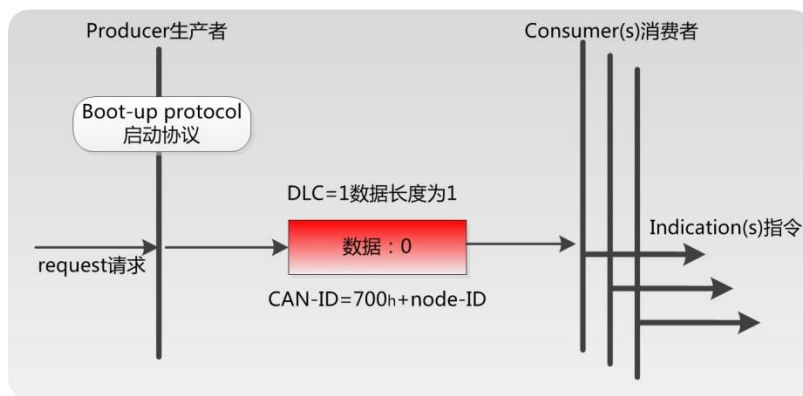 Producer生产者
Consumer(s)消费者
Boot-up protocol
启动协议
DLC=1数据长度为1
数据：0
Indication(s)指令
request请求
CAN-ID=700h+node-ID